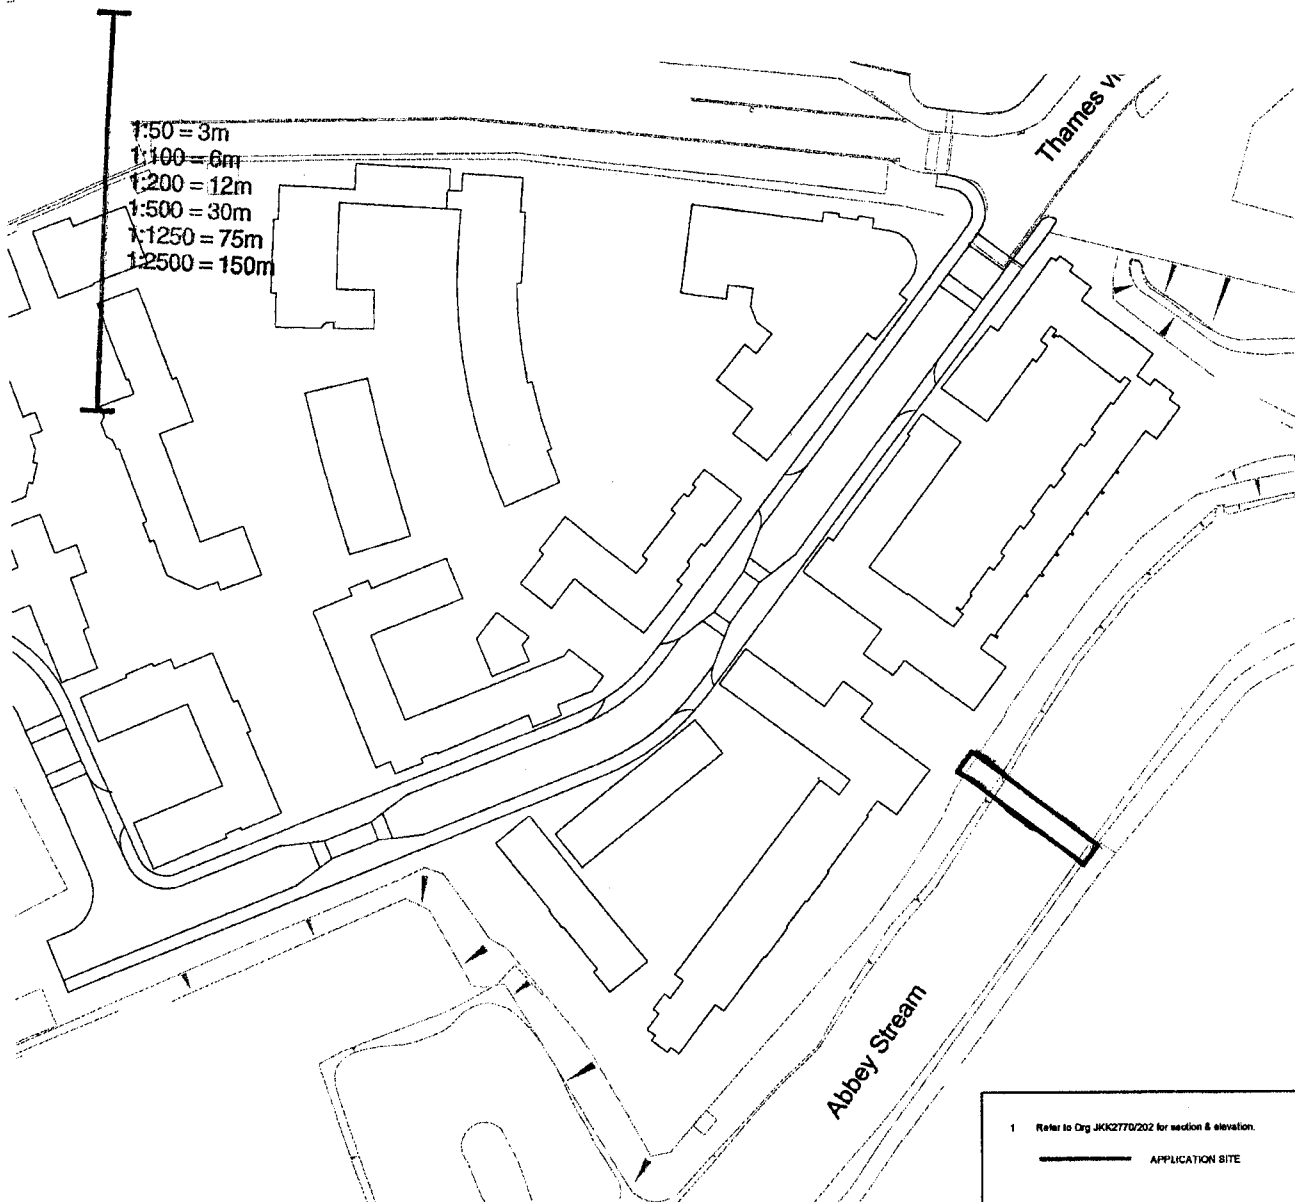 1:50 = 3m
1:100 = 6m
1:200 = 12m
1:500 = 30m
1:1250 = 75m
1:2500 = 150m
Thames
Abbey Stream
1 Refer to Drg JKK2770/202 for section & elevation.
APPLICATION SITE